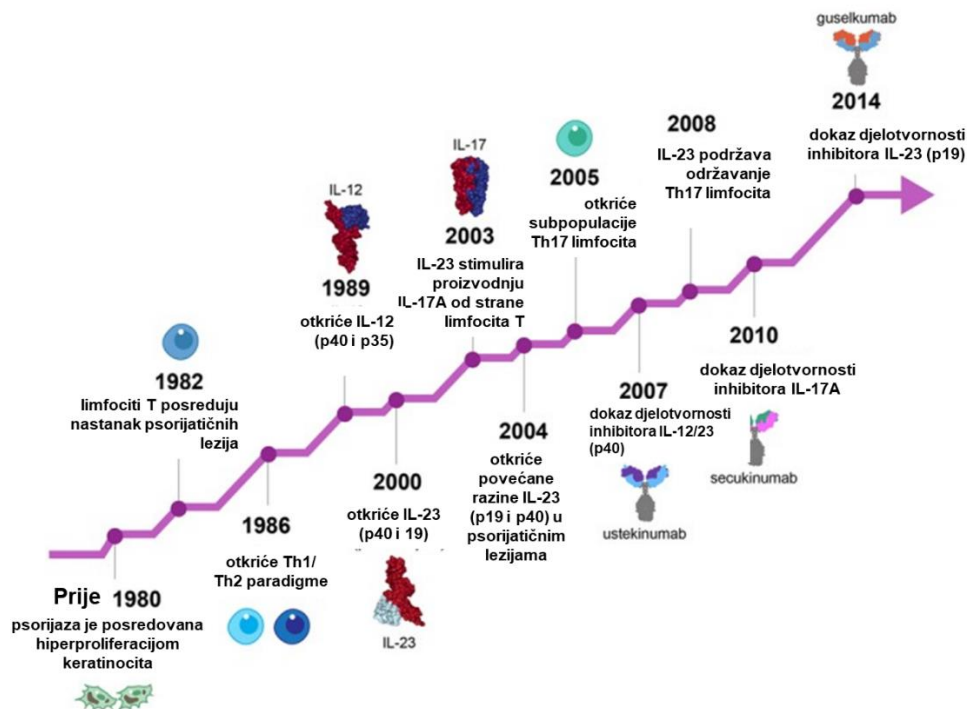 Prije 1980
psorijaza je posredovana
hiperproliferacijom
keratinocita
1982
limfociti T posreduju
nastanak psorijatičnih
lezija
1986
otkriće Th1/
Th2 paradigme
IL-12
1989
otkriće IL-12
(p40 i p35)
2000
otkriće IL-23
(p40 i 19)
IL-23
IL-17
2003
IL-23 stimulira
proizvodnju
IL-17A od strane
limfocita T
2004
otkriće
povećane
razine IL-23
(p19 i p40) u
psorijatičnim
lezijama
2005
otkriće
subpopulacije
Th17 limfocita
2007
dokaz djelotvornosti
inhibitora IL-12/23
(p40)
ustekinumab
2008
IL-23 podržava
održavanje
Th17 limfocita
2010
dokaz djelotvornosti
inhibitora IL-17A
secukinumab
guselkumab
2014
dokaz djelotvornosti
inhibitora IL-23 (p19)